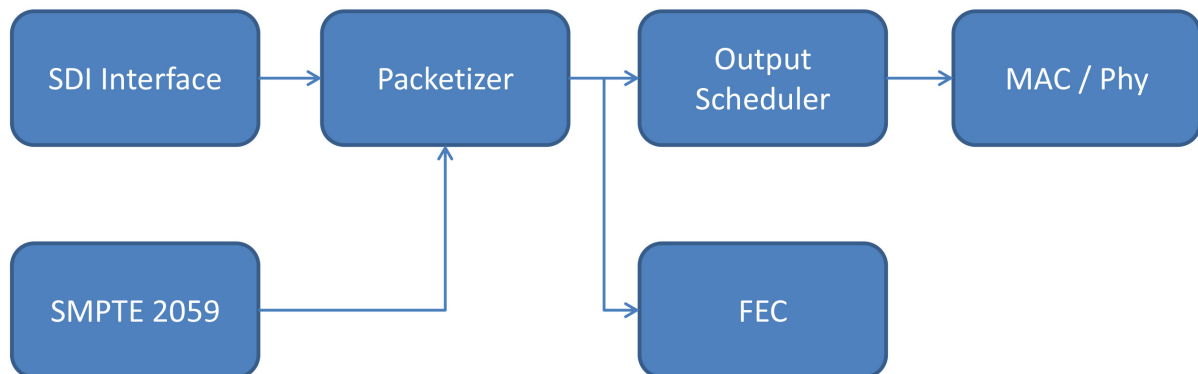 SDI Interface
Packetizer
Output
Scheduler
MAC / Phy
SMPTE 2059
FEC